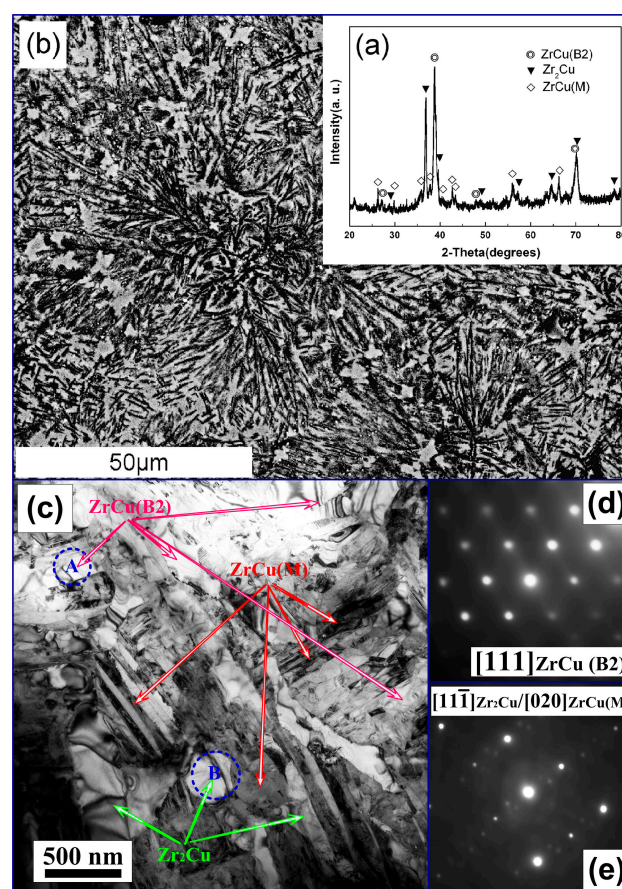 (b)
(a)
◎ ZrCu(B2)
▼ Zr₂Cu
◇ ZrCu(M)
Intensity(a. u.)
20 30 40 50 60 70 80
2-Theta(degrees)
50μm
(c)
ZrCu(B2)
A
ZrCu(M)
B
Zr₂Cu
500 nm
(d)
[111]ZrCu (B2)
[111̅]Zr₂Cu/[020]ZrCu(M
(e)